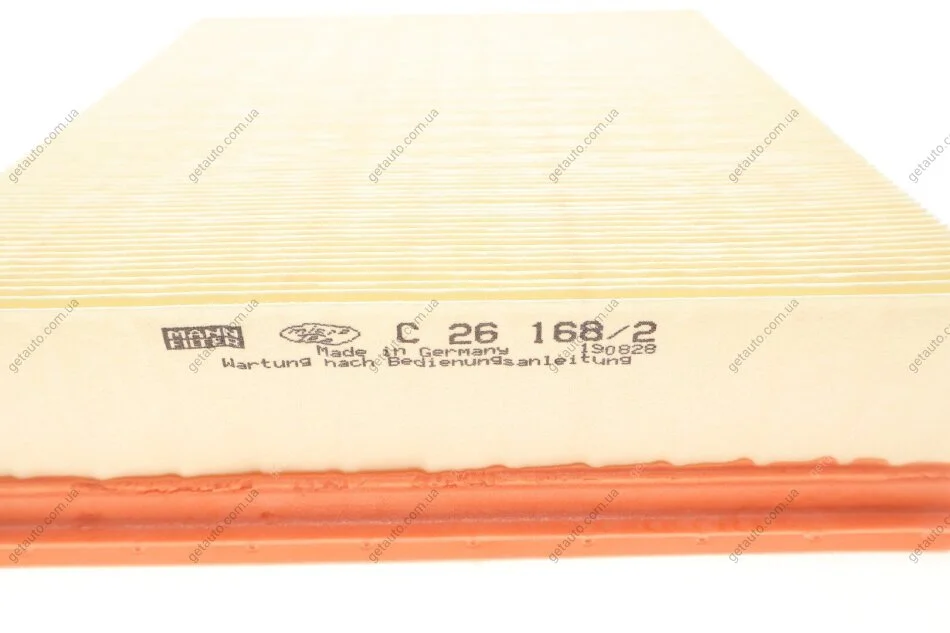 MANN
FILTER
C 26 168/2
Made in Germany 190828
Wartung nach Bedienungsanleitung
getauto.com.ua